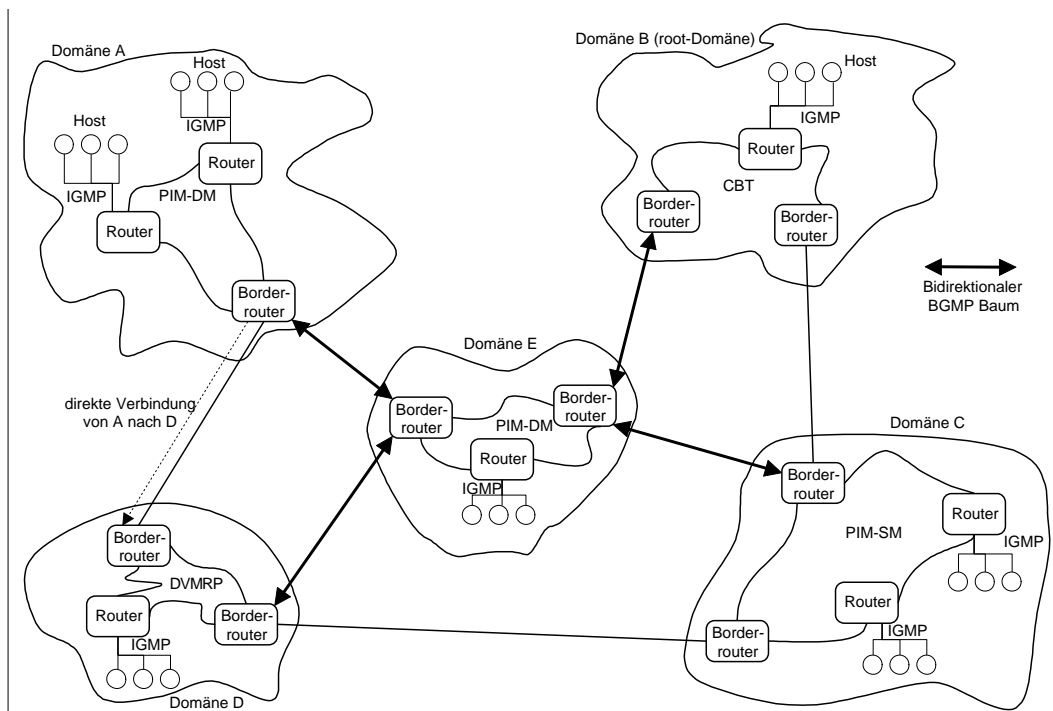 Domäne A
Host
IGMP
Host
Router
IGMP
PIM-DM
Router
Border-
router
Domäne B (root-Domäne)
Host
IGMP
Router
CBT
Border-
router
Border-
router
Bidirektionaler
BGMP Baum
direkte Verbindung
von A nach D
Domäne E
Border-
router
Border-
router
PIM-DM
Router
IGMP
Domäne C
Border-
router
PIM-SM
Router
IGMP
Router
IGMP
Border-
router
Border-
router
DVMRP
Router
Border-
router
IGMP
Domäne D